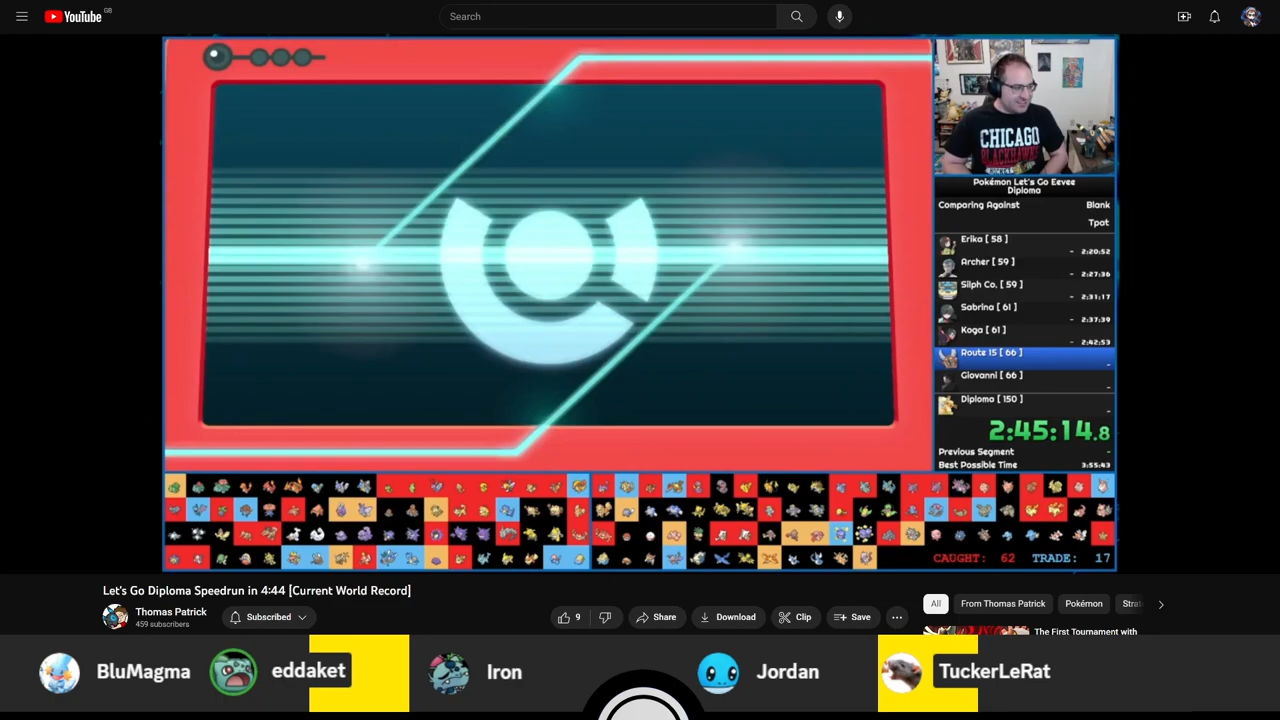 YouTube GB
Search
CHICAGO
BLACKHAWKS
Pokémon Let's Go Eevee
Diploma
Comparing Against Blank
Tpat
Erika [ 58 ]
- 2:20:52
Archer [ 59 ]
- 2:27:36
Silph Co. [ 59 ]
- 2:31:17
Sabrina [ 61 ]
- 2:37:39
Koga [ 61 ]
- 2:42:53
Route 15 [ 66 ]
-
Giovanni [ 66 ]
-
Diploma [ 150 ]
-
2:45:14.8
Previous Segment -
Best Possible Time 3:55:43
CAUGHT: 62 TRADE: 17
Let's Go Diploma Speedrun in 4:44 [Current World Record]
Thomas Patrick
459 subscribers
Subscribed
9
Share
Download
Clip
Save
All
From Thomas Patrick
Pokémon
Strat
The First Tournament with
BluMagma
eddaket
Iron
Jordan
TuckerLeRat